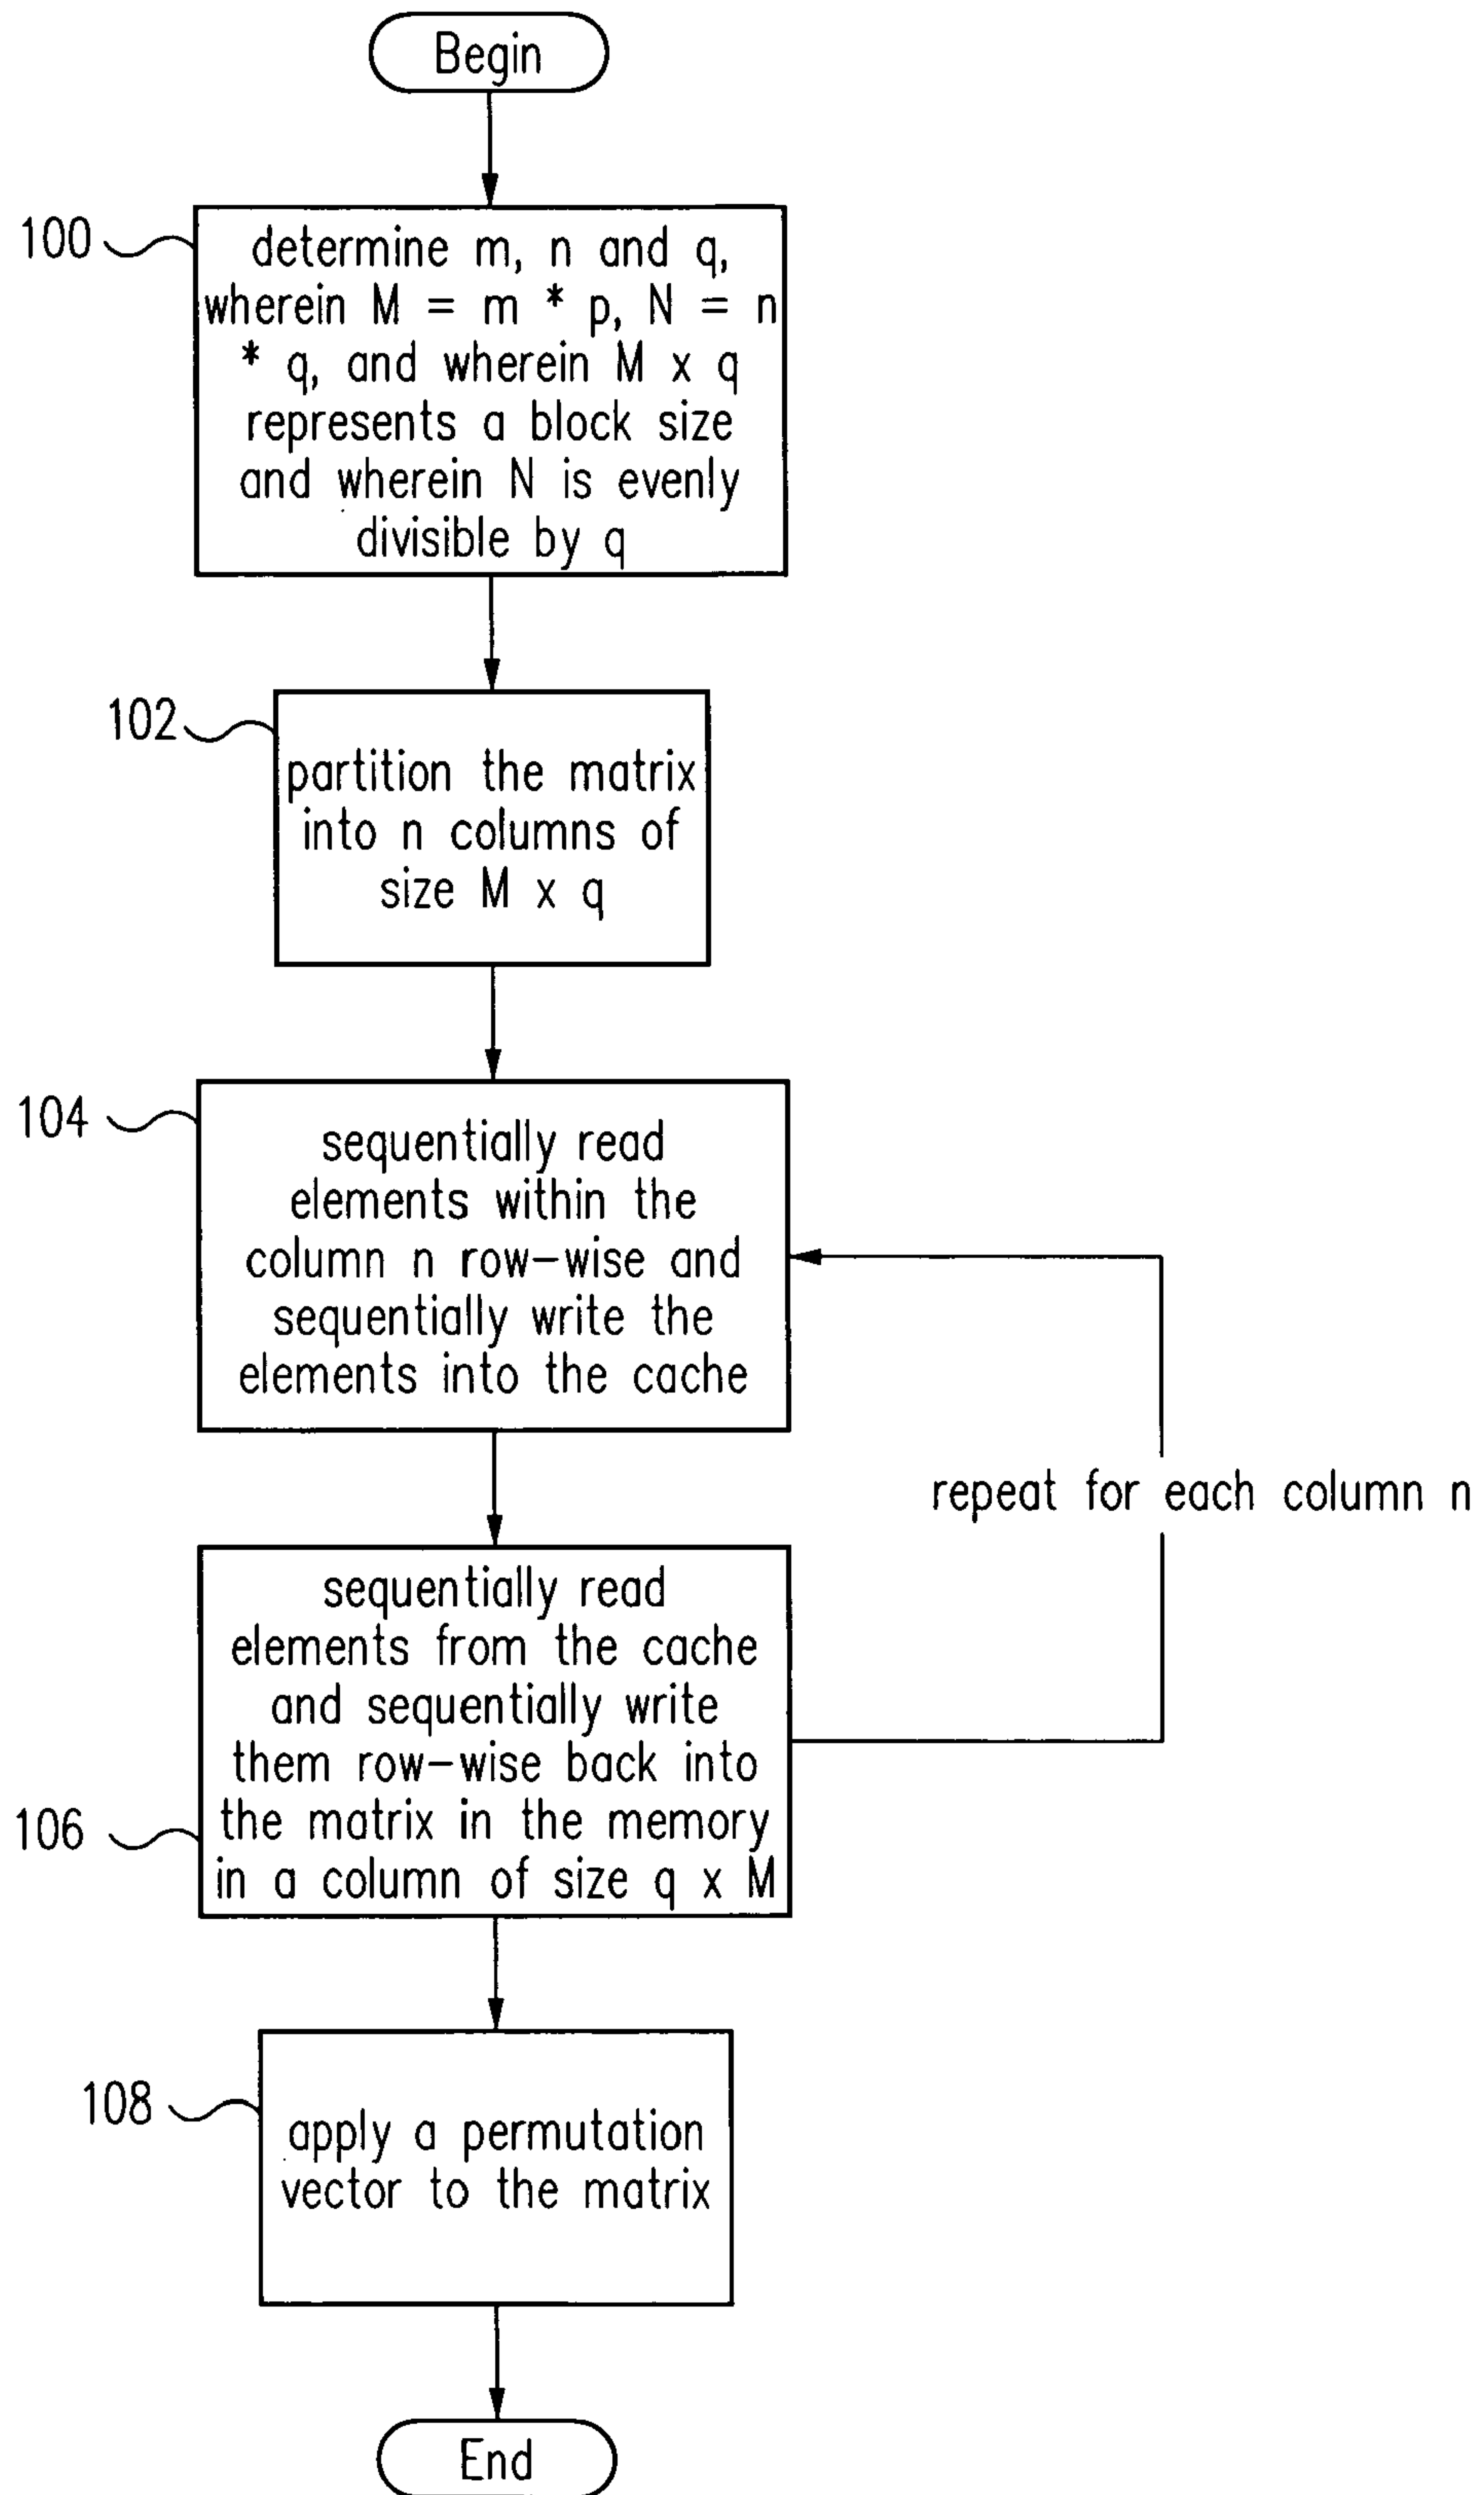 Begin
100
determine m, n and q,
wherein M = m * p, N = n
* q, and wherein M x q
represents a block size
and wherein N is evenly
divisible by q
102
partition the matrix
into n columns of
size M x q
104
sequentially read
elements within the
column n row-wise and
sequentially write the
elements into the cache
repeat for each column n
sequentially read
elements from the cache
and sequentially write
them row-wise back into
the matrix in the memory
in a column of size q x M
106
108
apply a permutation
vector to the matrix
End